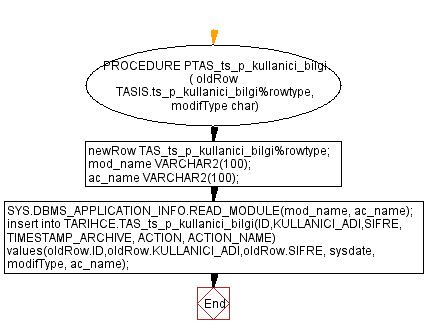 PROCEDURE PTAS_ts_p_kullanici_bilgi
( oldRow
TASIS.ts_p_kullanici_bilgi%rowtype,
modifType char)
newRow TAS_ts_p_kullanici_bilgi%rowtype;
mod_name VARCHAR2(100);
ac_name VARCHAR2(100);
SYS.DBMS_APPLICATION_INFO.READ_MODULE(mod_name, ac_name);
insert into TARIHCE.TAS_ts_p_kullanici_bilgi(ID,KULLANICI_ADI,SIFRE,
TIMESTAMP_ARCHIVE, ACTION, ACTION_NAME)
values(oldRow.ID,oldRow.KULLANICI_ADI,oldRow.SIFRE, sysdate,
modifType, ac_name);
End